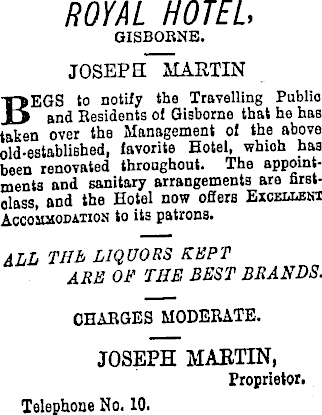 ROYAL HOTEL,
GISBORNE.
JOSEPH MARTIN
BEGS to notify the Travelling Public
and Residents of Gisborne that he has
taken over the Management of the above
old-established, favorite Hotel, which has
been renovated throughout. The appoint-
ments and sanitary arrangements are first-
class, and the Hotel now offers EXCELLENT
ACCOMMODATION to its patrons.
ALL THE LIQUORS KEPT
ARE OF THE BEST BRANDS.
CHARGES MODERATE.
JOSEPH MARTIN,
Proprietor.
Telephone No. 10.